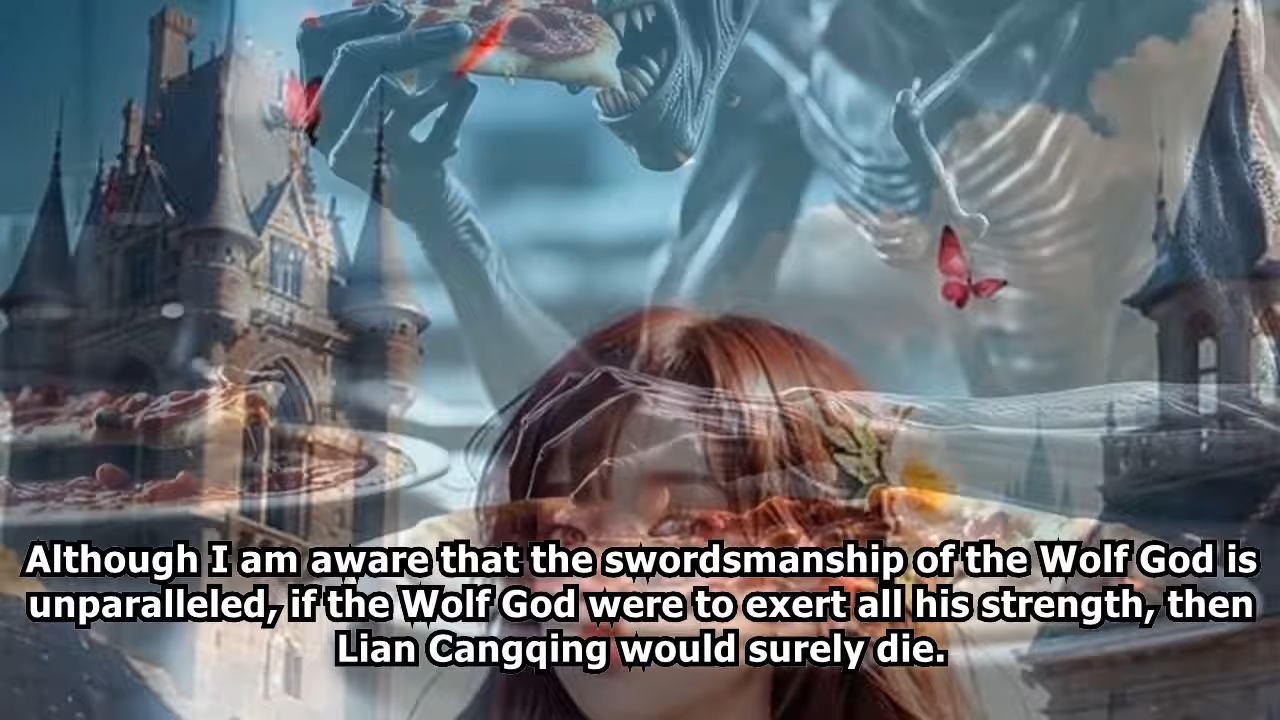 Although I am aware that the swordsmanship of the Wolf God is
unparalleled, if the Wolf God were to exert all his strength, then
Lian Cangqing would surely die.